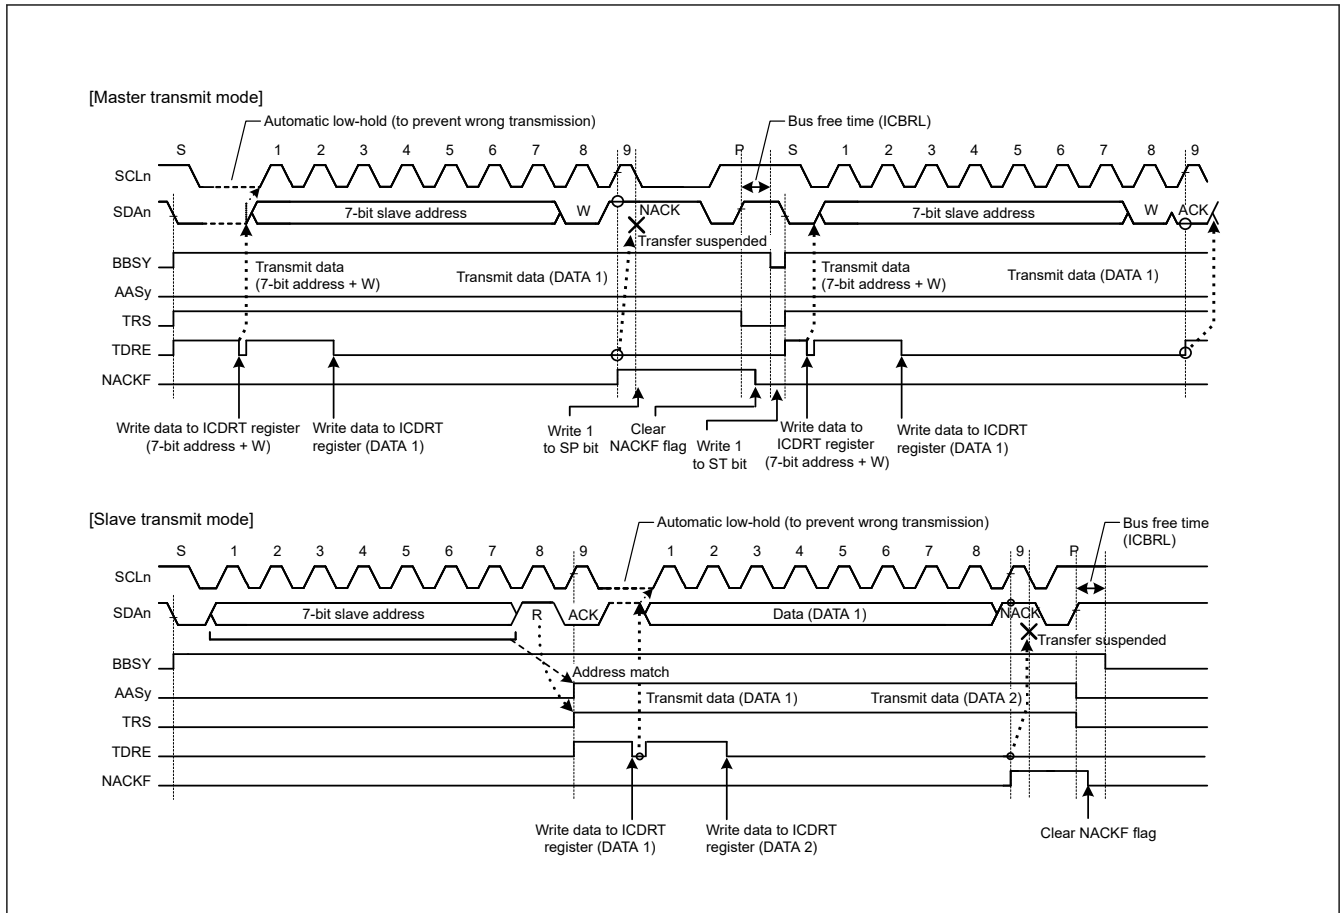 [Master transmit mode]
Automatic low-hold (to prevent wrong transmission)
Bus free time (ICBRL)
S 1 2 3 4 5 6 7 8 9 P S 1 2 3 4 5 6 7 8 9
SCLn
SDAn 7-bit slave address W NACK 7-bit slave address W ACK
Transfer suspended
BBSY
Transmit data
(7-bit address + W)
Transmit data (DATA 1)
Transmit data
(7-bit address + W)
Transmit data (DATA 1)
AASy
TRS
TDRE
NACKF
Write data to ICDRT register
(7-bit address + W)
Write data to ICDRT
register (DATA 1)
Write 1
to SP bit
Clear
NACKF flag
Write 1
to ST bit
Write data to
ICDRT register
(7-bit address + W)
Write data to ICDRT
register (DATA 1)
[Slave transmit mode]
Automatic low-hold (to prevent wrong transmission)
Bus free time
(ICBRL)
S 1 2 3 4 5 6 7 8 9 1 2 3 4 5 6 7 8 9 P
SCLn
SDAn 7-bit slave address R ACK Data (DATA 1) NACK
Transfer suspended
BBSY
Address match
AASy
Transmit data (DATA 1)
Transmit data (DATA 2)
TRS
TDRE
NACKF
Write data to ICDRT
register (DATA 1)
Write data to ICDRT
register (DATA 2)
Clear NACKF flag